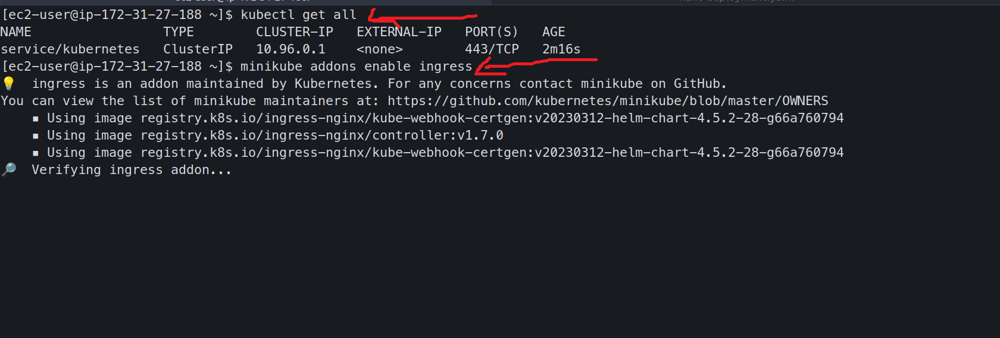 [ec2-user@ip-172-31-27-188 ~]$ kubectl get all
NAME                 TYPE        CLUSTER-IP   EXTERNAL-IP   PORT(S)   AGE
service/kubernetes   ClusterIP   10.96.0.1    <none>        443/TCP   2m16s
[ec2-user@ip-172-31-27-188 ~]$ minikube addons enable ingress
💡  ingress is an addon maintained by Kubernetes. For any concerns contact minikube on GitHub.
You can view the list of minikube maintainers at: https://github.com/kubernetes/minikube/blob/master/OWNERS
    ▪ Using image registry.k8s.io/ingress-nginx/kube-webhook-certgen:v20230312-helm-chart-4.5.2-28-g66a760794
    ▪ Using image registry.k8s.io/ingress-nginx/controller:v1.7.0
    ▪ Using image registry.k8s.io/ingress-nginx/kube-webhook-certgen:v20230312-helm-chart-4.5.2-28-g66a760794
🔎  Verifying ingress addon...